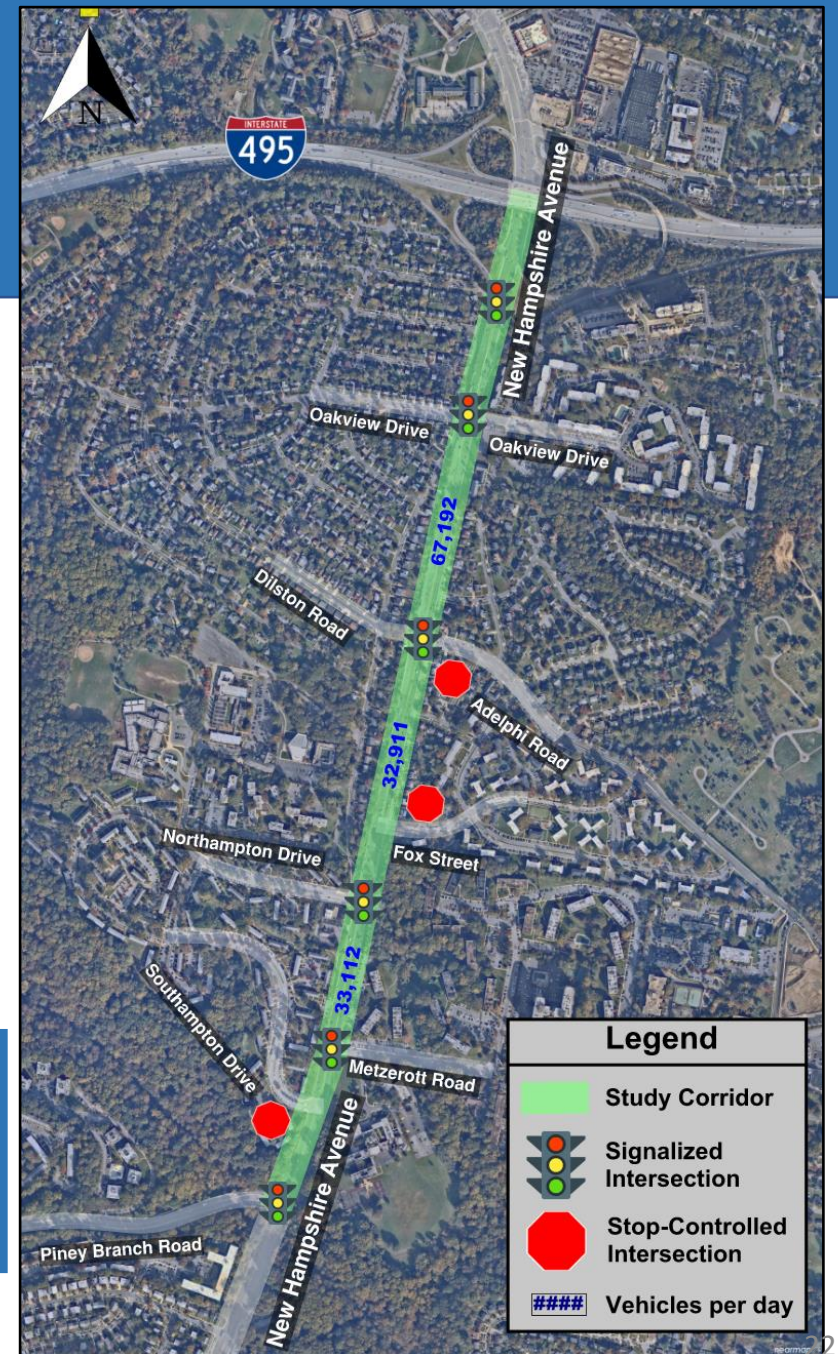 N
INTERSTATE
495
New Hampshire Avenue
Oakview Drive
Oakview Drive
67,192
Dilston Road
Adelphi Road
32,911
Northampton Drive
Fox Street
33,112
Southampton Drive
Metzerott Road
New Hampshire Avenue
Piney Branch Road
Legend
Study Corridor
Signalized
Intersection
Stop-Controlled
Intersection
#### Vehicles per day
nearmap